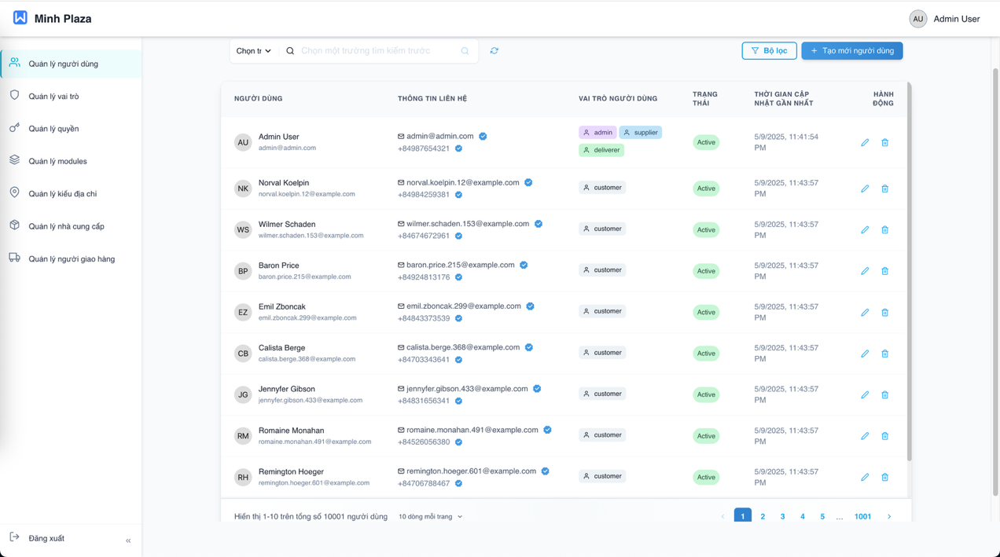 Minh Plaza
AU Admin User
Quản lý người dùng
Quản lý vai trò
Quản lý quyền
Quản lý modules
Quản lý kiểu địa chỉ
Quản lý nhà cung cấp
Quản lý người giao hàng
Đăng xuất
Chọn tr
Chọn một trường tìm kiếm trước
Bộ lọc
Tạo mới người dùng
NGƯỜI DÙNG
THÔNG TIN LIÊN HỆ
VAI TRÒ NGƯỜI DÙNG
TRẠNG
THÁI
THỜI GIAN CẬP
NHẬT GẦN NHẤT
HÀNH
ĐỘNG
AU
Admin User
admin@admin.com
admin@admin.com
+84987654321
admin
supplier
deliverer
Active
5/9/2025, 11:41:54
PM
NK
Norval Koelpin
norval.koelpin.12@example.com
norval.koelpin.12@example.com
+84984259381
customer
Active
5/9/2025, 11:43:57
PM
WS
Wilmer Schaden
wilmer.schaden.153@example.com
wilmer.schaden.153@example.com
+84674672961
customer
Active
5/9/2025, 11:43:57
PM
BP
Baron Price
baron.price.215@example.com
baron.price.215@example.com
+84924813176
customer
Active
5/9/2025, 11:43:57
PM
EZ
Emil Zboncak
emil.zboncak.299@example.com
emil.zboncak.299@example.com
+84843373539
customer
Active
5/9/2025, 11:43:57
PM
CB
Calista Berge
calista.berge.368@example.com
calista.berge.368@example.com
+84703343641
customer
Active
5/9/2025, 11:43:57
PM
JG
Jennyfer Gibson
jennyfer.gibson.433@example.com
jennyfer.gibson.433@example.com
+84831656341
customer
Active
5/9/2025, 11:43:57
PM
RM
Romaine Monahan
romaine.monahan.491@example.com
romaine.monahan.491@example.com
+84526056380
customer
Active
5/9/2025, 11:43:57
PM
RH
Remington Hoeger
remington.hoeger.601@example.com
remington.hoeger.601@example.com
+84706788467
customer
Active
5/9/2025, 11:43:57
PM
Hiển thị 1-10 trên tổng số 10001 người dùng
10 dòng mỗi trang
1 2 3 4 5 ... 1001